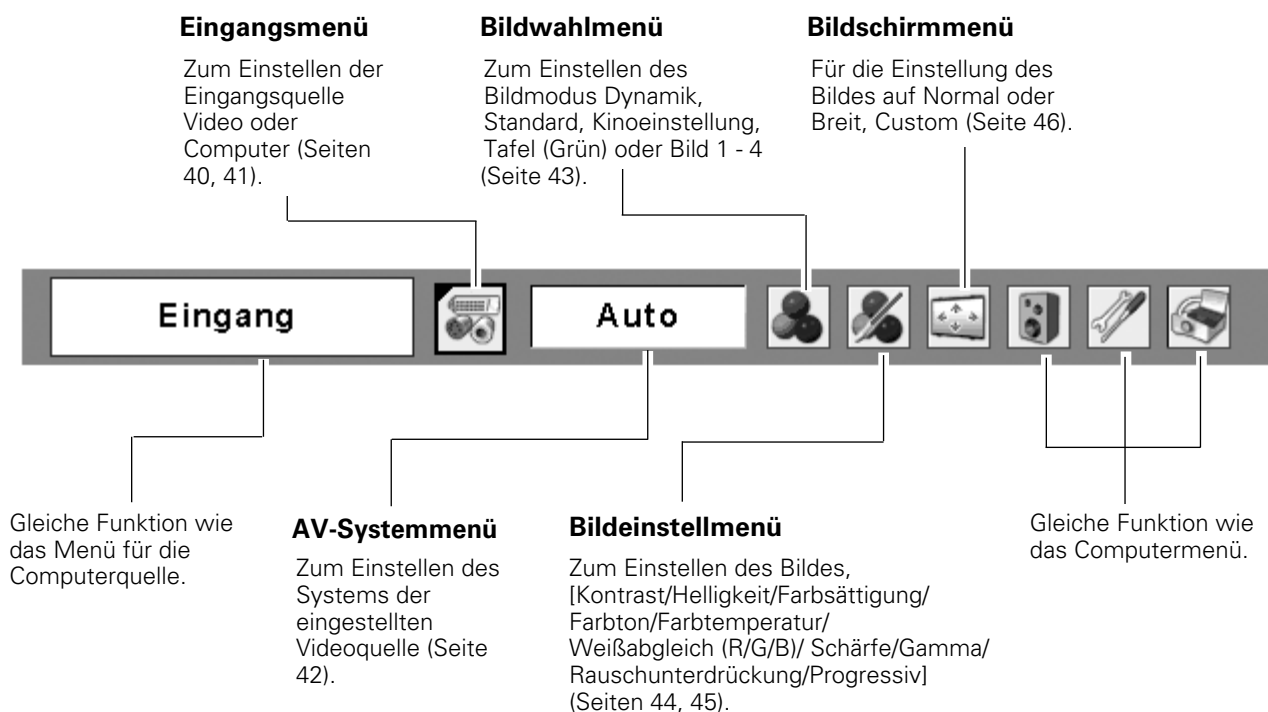 Eingangsmenü
Zum Einstellen der
Eingangsquelle
Video oder
Computer (Seiten
40, 41).
Bildwahlmenü
Zum Einstellen des
Bildmodus Dynamik,
Standard, Kinoeinstellung,
Tafel (Grün) oder Bild 1 - 4
(Seite 43).
Bildschirmmenü
Für die Einstellung des
Bildes auf Normal oder
Breit, Custom (Seite 46).
Eingang
Auto
Gleiche Funktion wie
das Menü für die
Computerquelle.
AV-Systemmenü
Zum Einstellen des
Systems der
eingestellten
Videoquelle (Seite
42).
Bildeinstellmenü
Zum Einstellen des Bildes,
[Kontrast/Helligkeit/Farbsättigung/
Farbton/Farbtemperatur/
Weißabgleich (R/G/B)/ Schärfe/Gamma/
Rauschunterdrückung/Progressiv]
(Seiten 44, 45).
Gleiche Funktion wie
das Computermenü.